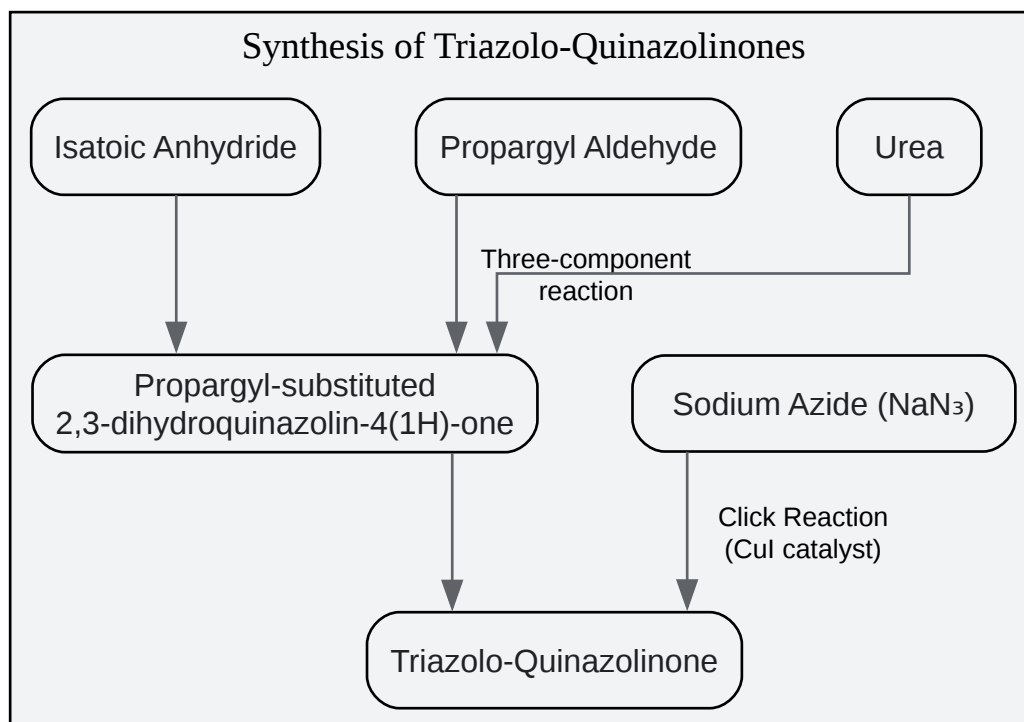 Synthesis of Triazolo-Quinazolinones
Isatoic Anhydride
Propargyl Aldehyde
Urea
Three-component
reaction
Propargyl-substituted
2,3-dihydroquinazolin-4(1H)-one
Sodium Azide (NaN₃)
Click Reaction
(CuI catalyst)
Triazolo-Quinazolinone